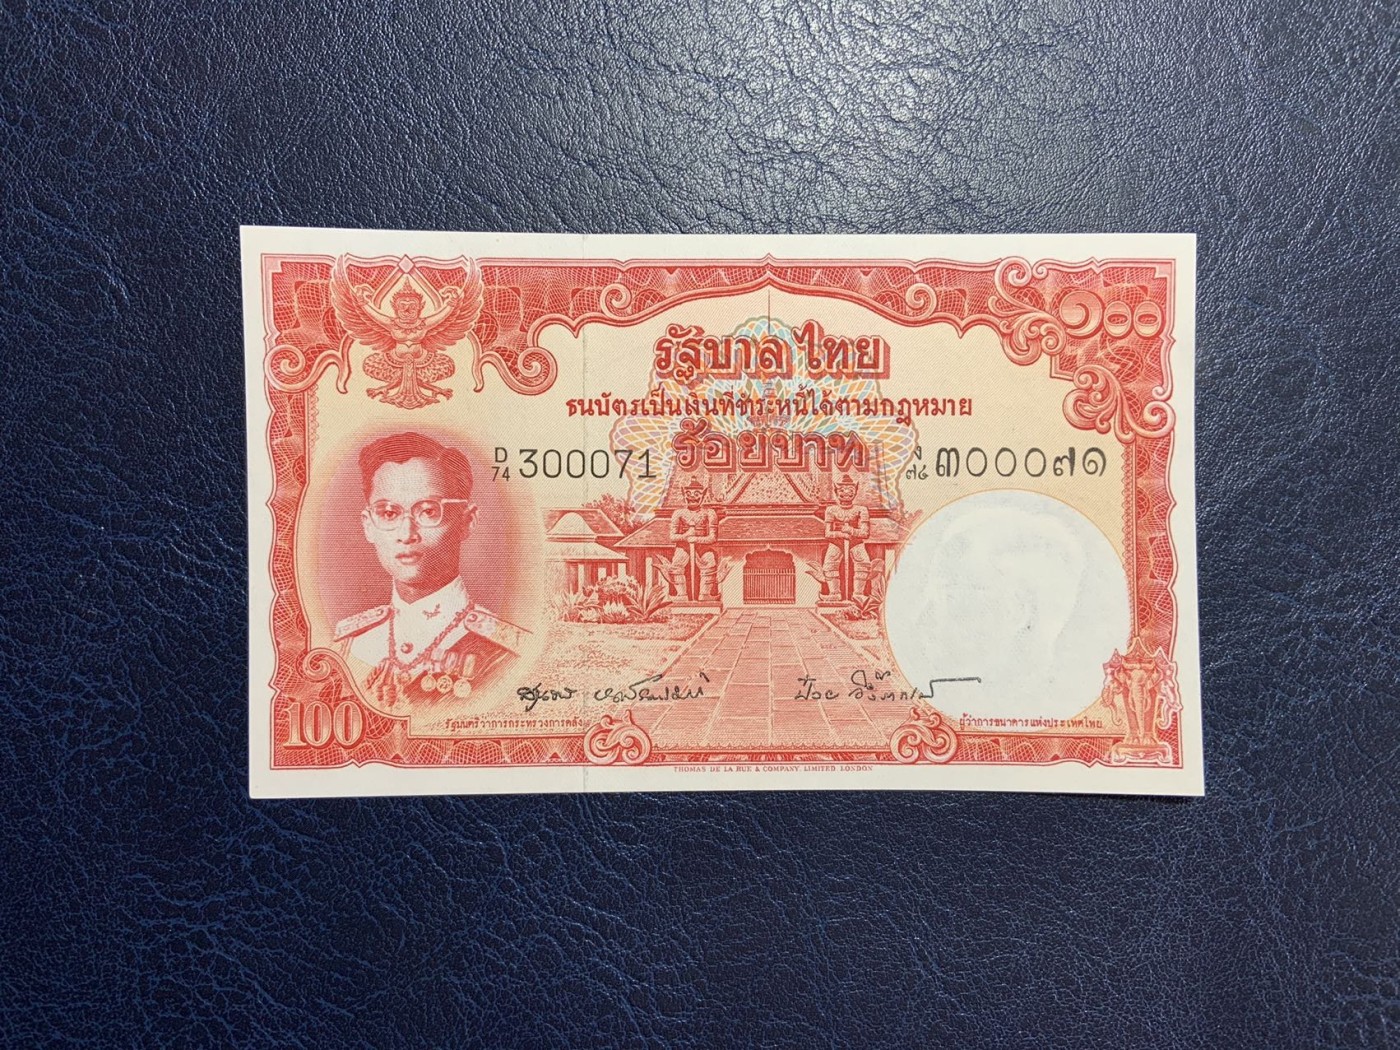 ๑๐๐
รัฐบาลไทย
ธนบัตรเป็นเงินที่ชำระหนี้ได้ตามกฎหมาย
ร้อยบาท
D/74 300071
ง/๗๔ ๓๐๐๐๗๑
รัฐมนตรีว่าการกระทรวงการคลัง
ผู้ว่าการธนาคารแห่งประเทศไทย
100
THOMAS DE LA RUE & COMPANY, LIMITED LONDON